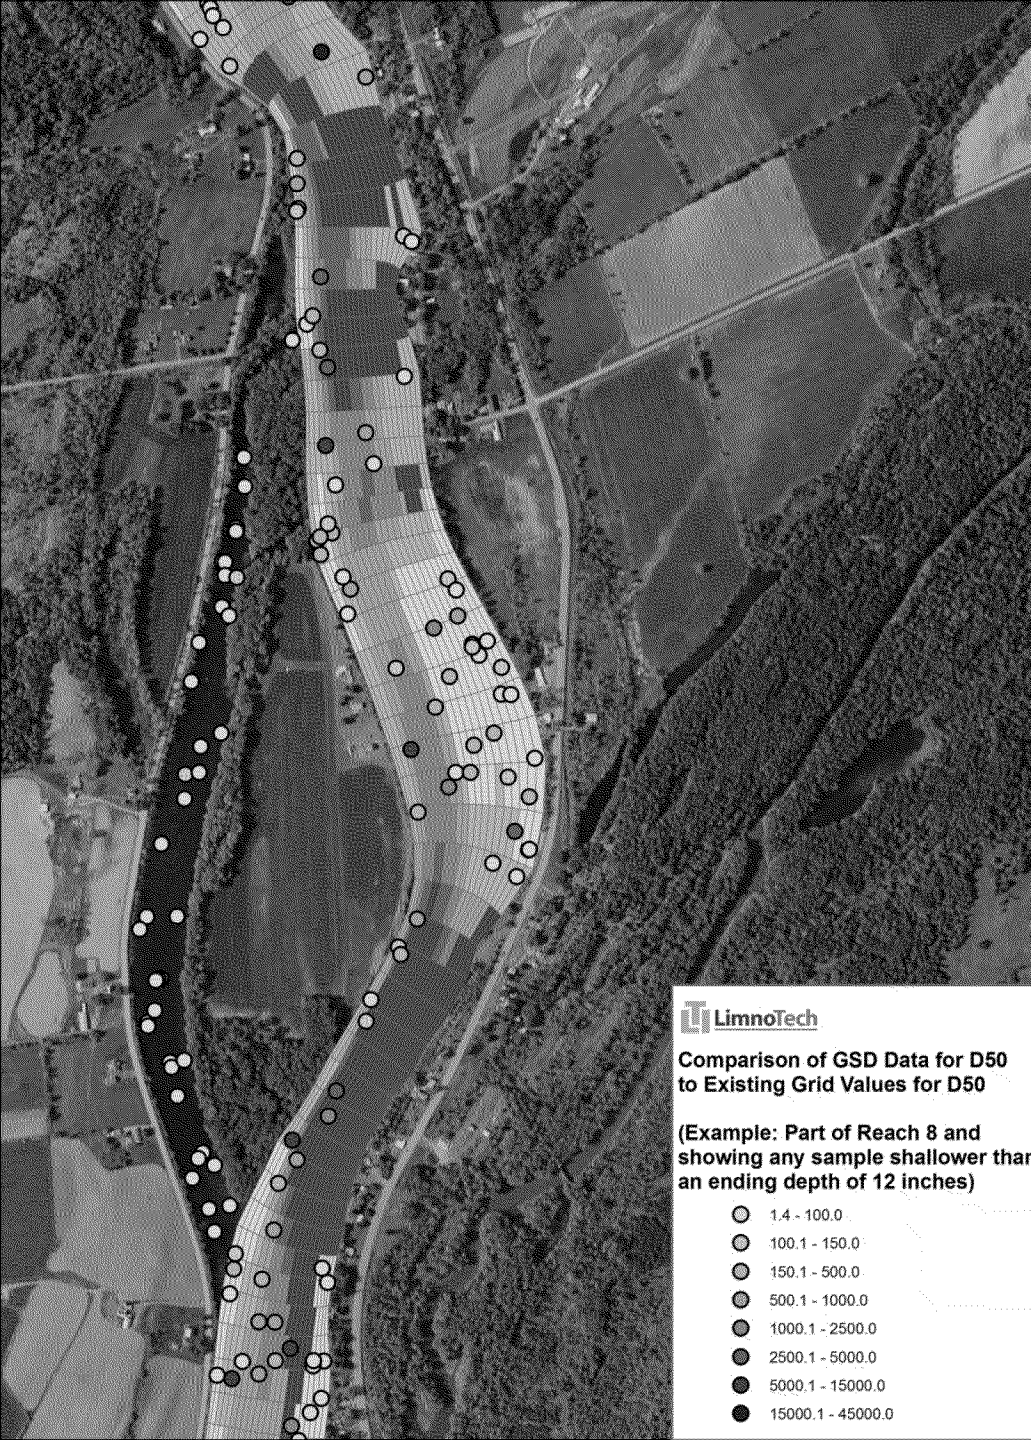 LimnoTech
Comparison of GSD Data for D50
to Existing Grid Values for D50
(Example: Part of Reach 8 and
showing any sample shallower than
an ending depth of 12 inches)
1.4 - 100.0
100.1 - 150.0
150.1 - 500.0
500.1 - 1000.0
1000.1 - 2500.0
2500.1 - 5000.0
5000.1 - 15000.0
15000.1 - 45000.0